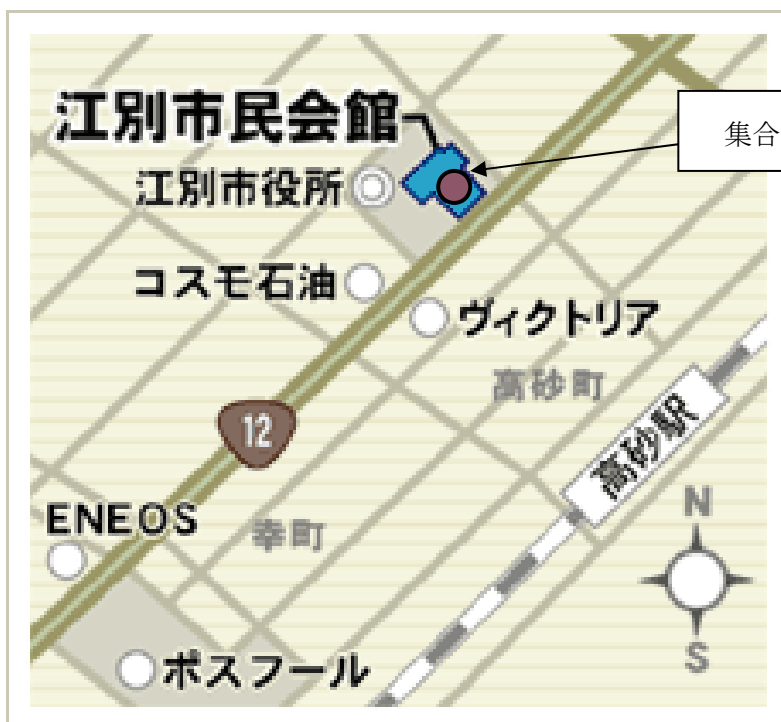 江別市民会館
集合
江別市役所
コスモ石油
ヴィクトリア
高砂町
12
高砂駅
ENEOS
幸町
N
S
ポスフール